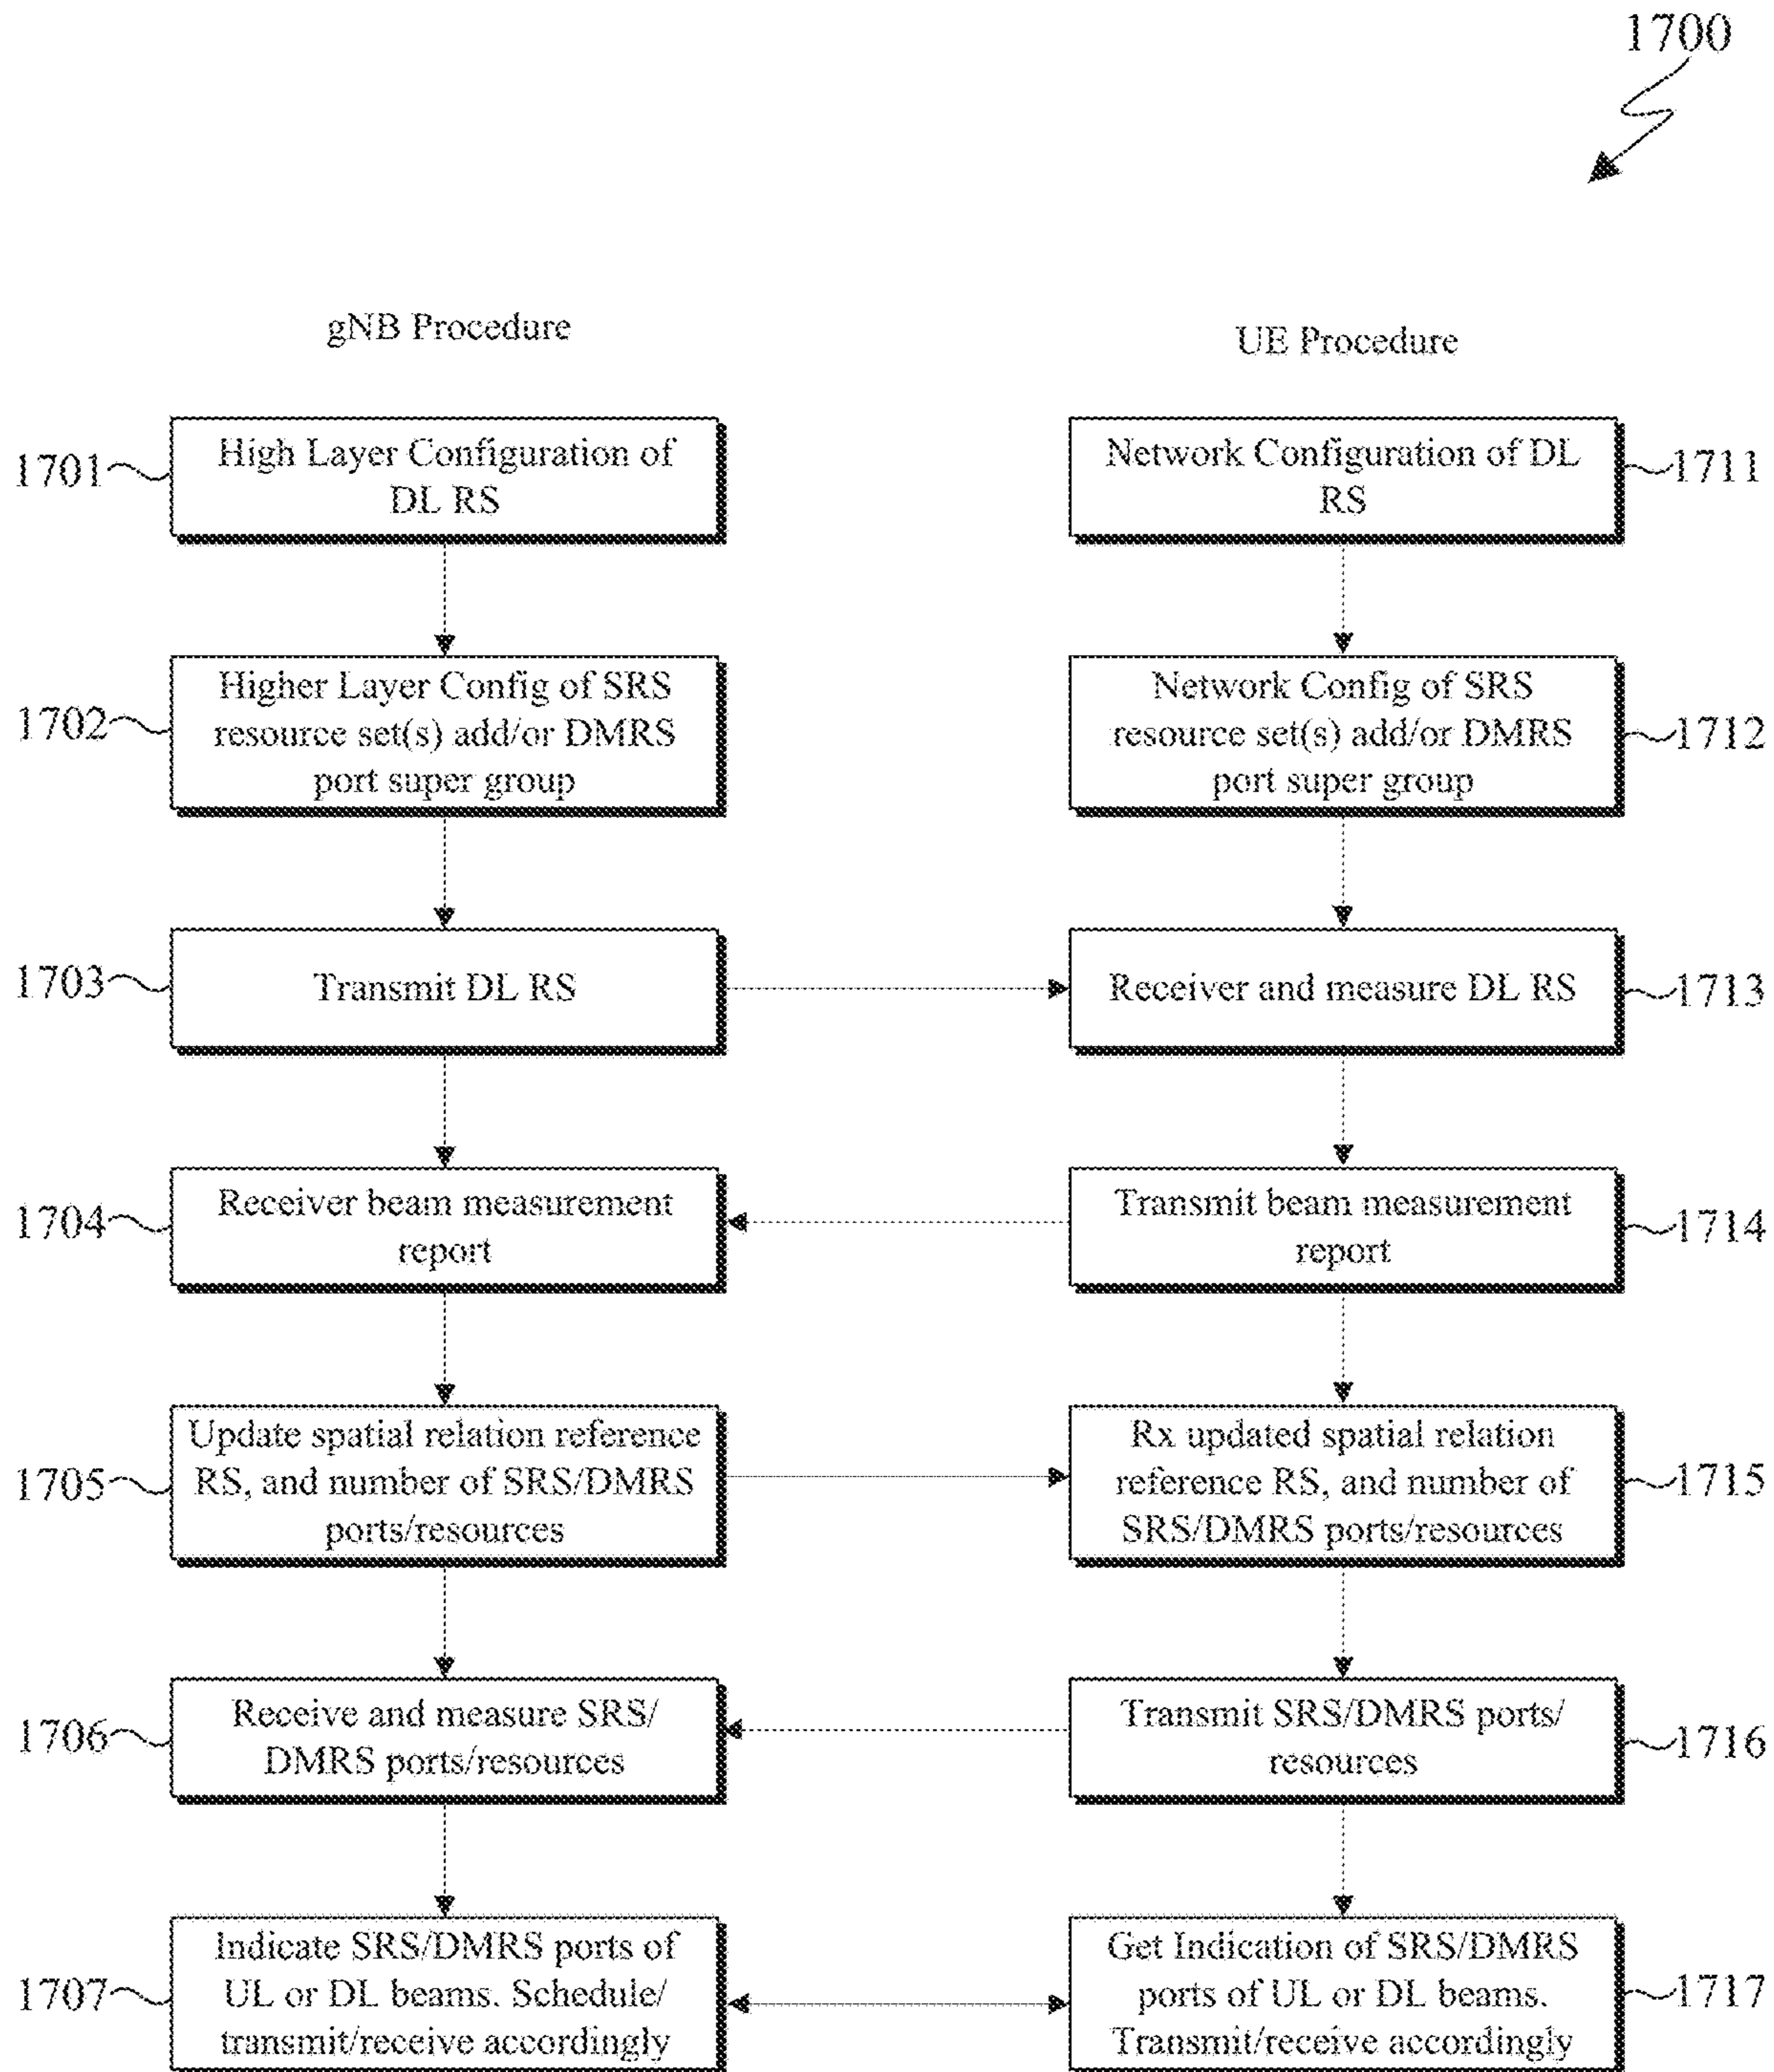 1700
gNB Procedure
UE Procedure
1701
High Layer Configuration of
DL RS
Network Configuration of DL
RS
1711
1702
Higher Layer Config of SRS
resource set(s) add/or DMRS
port super group
Network Config of SRS
resource set(s) add/or DMRS
port super group
1712
1703
Transmit DL RS
Receiver and measure DL RS
1713
1704
Receiver beam measurement
report
Transmit beam measurement
report
1714
1705
Update spatial relation reference
RS, and number of SRS/DMRS
ports/resources
Rx updated spatial relation
reference RS, and number of
SRS/DMRS ports/resources
1715
1706
Receive and measure SRS/
DMRS ports/resources
Transmit SRS/DMRS ports/
resources
1716
1707
Indicate SRS/DMRS ports of
UL or DL beams. Schedule/
transmit/receive accordingly
Get Indication of SRS/DMRS
ports of UL or DL beams.
Transmit/receive accordingly
1717